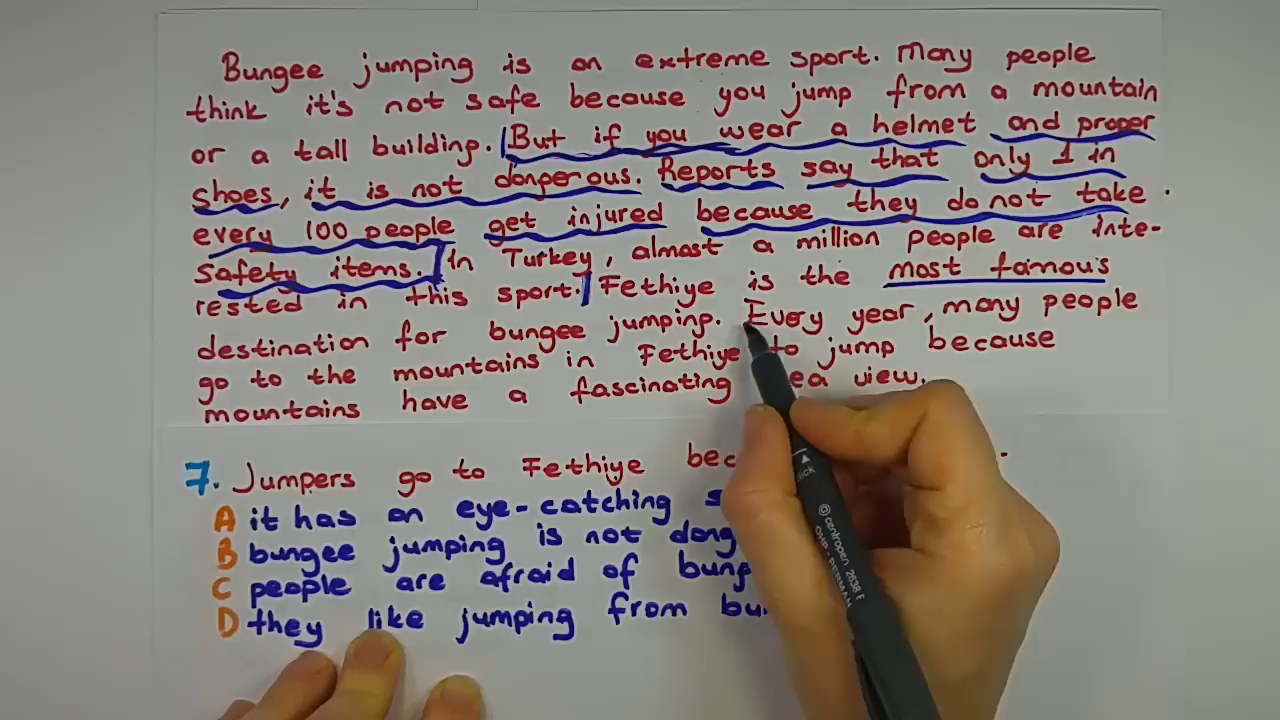 Bungee jumping is an extreme sport. Many people
think it's not safe because you jump from a mountain
or a tall building. But if you wear a helmet and proper
shoes, it is not dangerous. Reports say that only 1 in
every 100 people get injured because they do not take
safety items. In Turkey, almost a million people are inte-
rested in this sport. Fethiye is the most famous
destination for bungee jumping. Every year, many people
go to the mountains in Fethiye to jump because
mountains have a fascinating sea view.
7. Jumpers go to Fethiye
A it has an eye-catching
B bungee jumping is not
C people are afraid of
D they like jumping from
click
centropen 2638 E
OHP-PERMAN